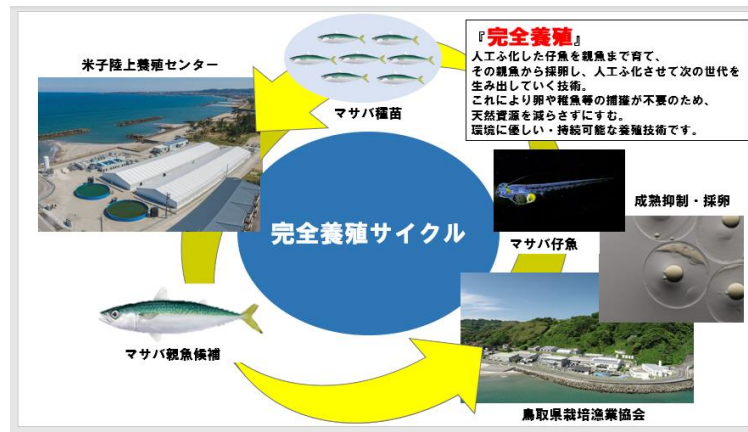 『完全養殖』
人工ふ化した仔魚を親魚まで育て、
その親魚から採卵し、人工ふ化させて次の世代を
生み出していく技術。
これにより卵や稚魚等の捕獲が不要のため、
天然資源を減らさずにすむ。
環境に優しい・持続可能な養殖技術です。
米子陸上養殖センター
マサバ種苗
完全養殖サイクル
マサバ仔魚
成熟抑制・採卵
マサバ親魚候補
鳥取県栽培漁業協会